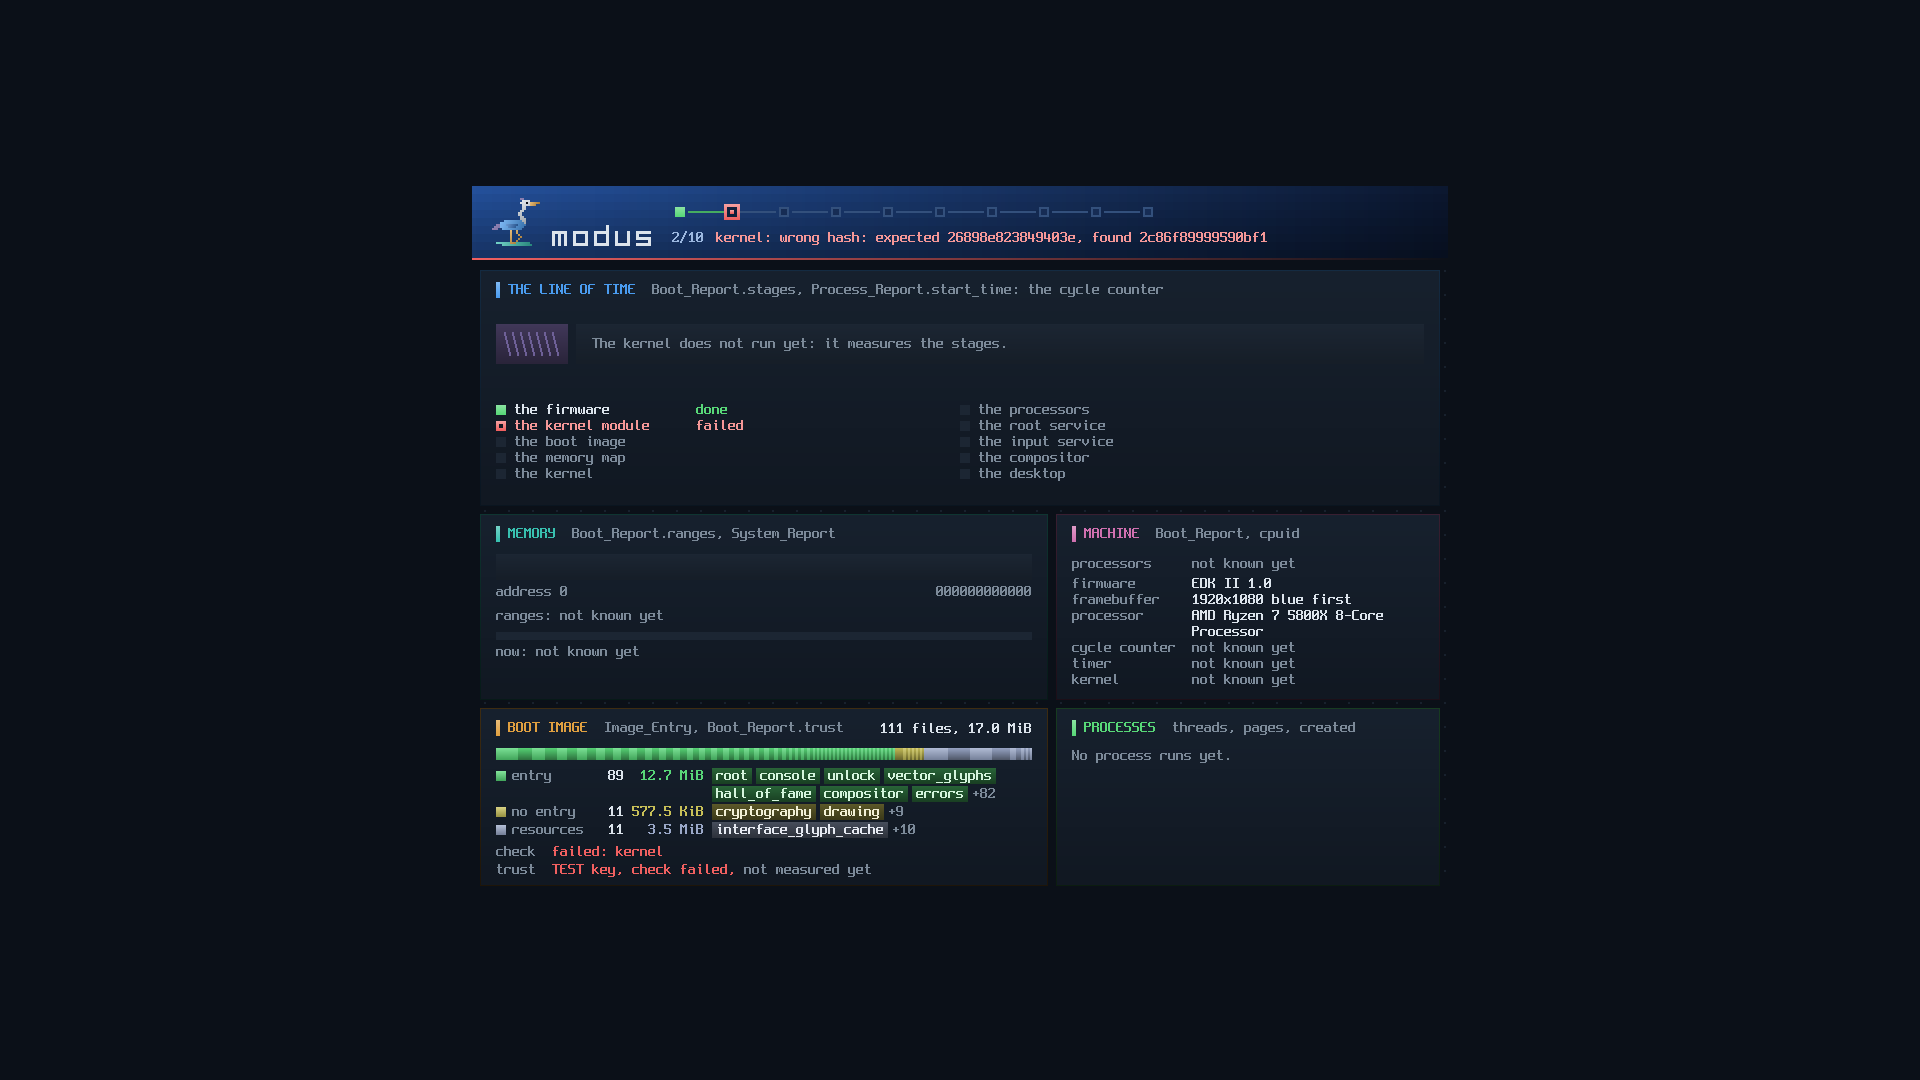 modus
2/10 kernel: wrong hash: expected 26898e823849403e, found 2c86f89999590bf1
THE LINE OF TIME Boot_Report.stages, Process_Report.start_time: the cycle counter
The kernel does not run yet: it measures the stages.
the firmware done
the kernel module failed
the boot image
the memory map
the kernel
the processors
the root service
the input service
the compositor
the desktop
MEMORY Boot_Report.ranges, System_Report
address 0 000000000000
ranges: not known yet
now: not known yet
MACHINE Boot_Report, cpuid
processors not known yet
firmware EDK II 1.0
framebuffer 1920x1080 blue first
processor AMD Ryzen 7 5800X 8-Core
Processor
cycle counter not known yet
timer not known yet
kernel not known yet
BOOT IMAGE Image_Entry, Boot_Report.trust 111 files, 17.0 MiB
entry 89 12.7 MiB root console unlock vector_glyphs
hall_of_fame compositor errors +82
no entry 11 577.5 KiB cryptography drawing +9
resources 11 3.5 MiB interface_glyph_cache +10
check failed: kernel
trust TEST key, check failed, not measured yet
PROCESSES threads, pages, created
No process runs yet.